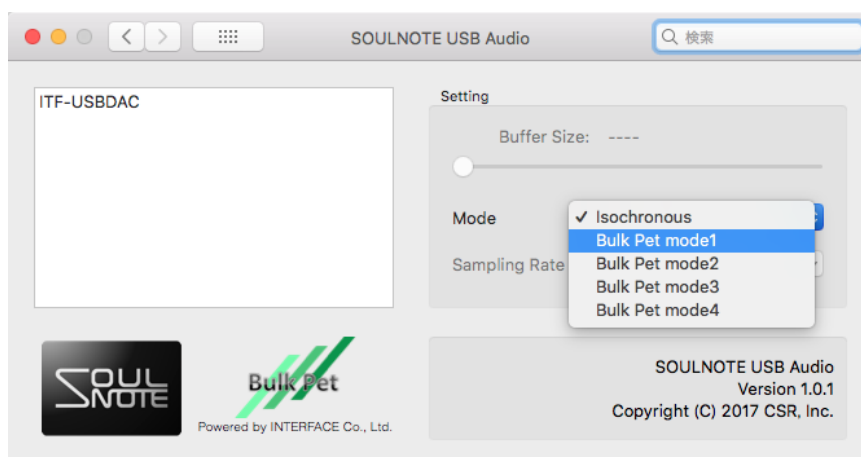 SOULNOTE USB Audio
検索
ITF-USBDAC
Setting
Buffer Size: ----
Mode
✓ Isochronous
Bulk Pet mode1
Sampling Rate
Bulk Pet mode2
Bulk Pet mode3
Bulk Pet mode4
SOUL
NOTE
Bulk Pet
Powered by INTERFACE Co., Ltd.
SOULNOTE USB Audio
Version 1.0.1
Copyright (C) 2017 CSR, Inc.